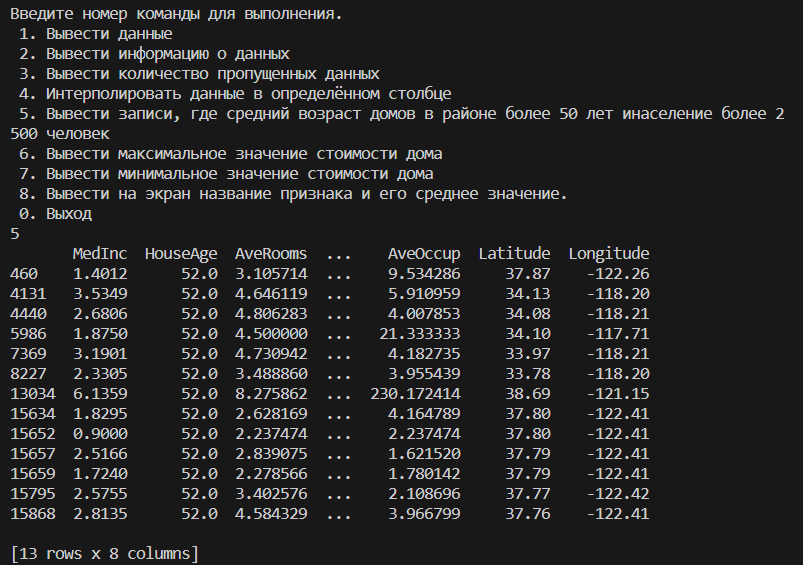 Введите номер команды для выполнения.
 1. Вывести данные
 2. Вывести информацию о данных
 3. Вывести количество пропущенных данных
 4. Интерполировать данные в определённом столбце
 5. Вывести записи, где средний возраст домов в районе более 50 лет инаселение более 2
500 человек
 6. Вывести максимальное значение стоимости дома
 7. Вывести минимальное значение стоимости дома
 8. Вывести на экран название признака и его среднее значение.
 0. Выход
5
       MedInc  HouseAge  AveRooms  ...    AveOccup  Latitude  Longitude
460    1.4012      52.0  3.105714  ...    9.534286     37.87    -122.26
4131   3.5349      52.0  4.646119  ...    5.910959     34.13    -118.20
4440   2.6806      52.0  4.806283  ...    4.007853     34.08    -118.21
5986   1.8750      52.0  4.500000  ...   21.333333     34.10    -117.71
7369   3.1901      52.0  4.730942  ...    4.182735     33.97    -118.21
8227   2.3305      52.0  3.488860  ...    3.955439     33.78    -118.20
13034  6.1359      52.0  8.275862  ...  230.172414     38.69    -121.15
15634  1.8295      52.0  2.628169  ...    4.164789     37.80    -122.41
15652  0.9000      52.0  2.237474  ...    2.237474     37.80    -122.41
15657  2.5166      52.0  2.839075  ...    1.621520     37.79    -122.41
15659  1.7240      52.0  2.278566  ...    1.780142     37.79    -122.41
15795  2.5755      52.0  3.402576  ...    2.108696     37.77    -122.42
15868  2.8135      52.0  4.584329  ...    3.966799     37.76    -122.41
[13 rows x 8 columns]